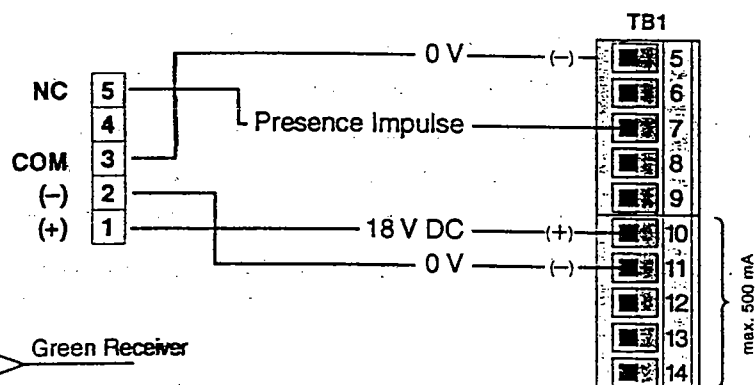 TB1
0 V (–) 5
NC 5 6
4 Presence Impulse 7
COM 3 8
(–) 2 9
(+) 1 18 V DC (+) 10
0 V (–) 11
12
13
14
max. 500 mA
Green Receiver